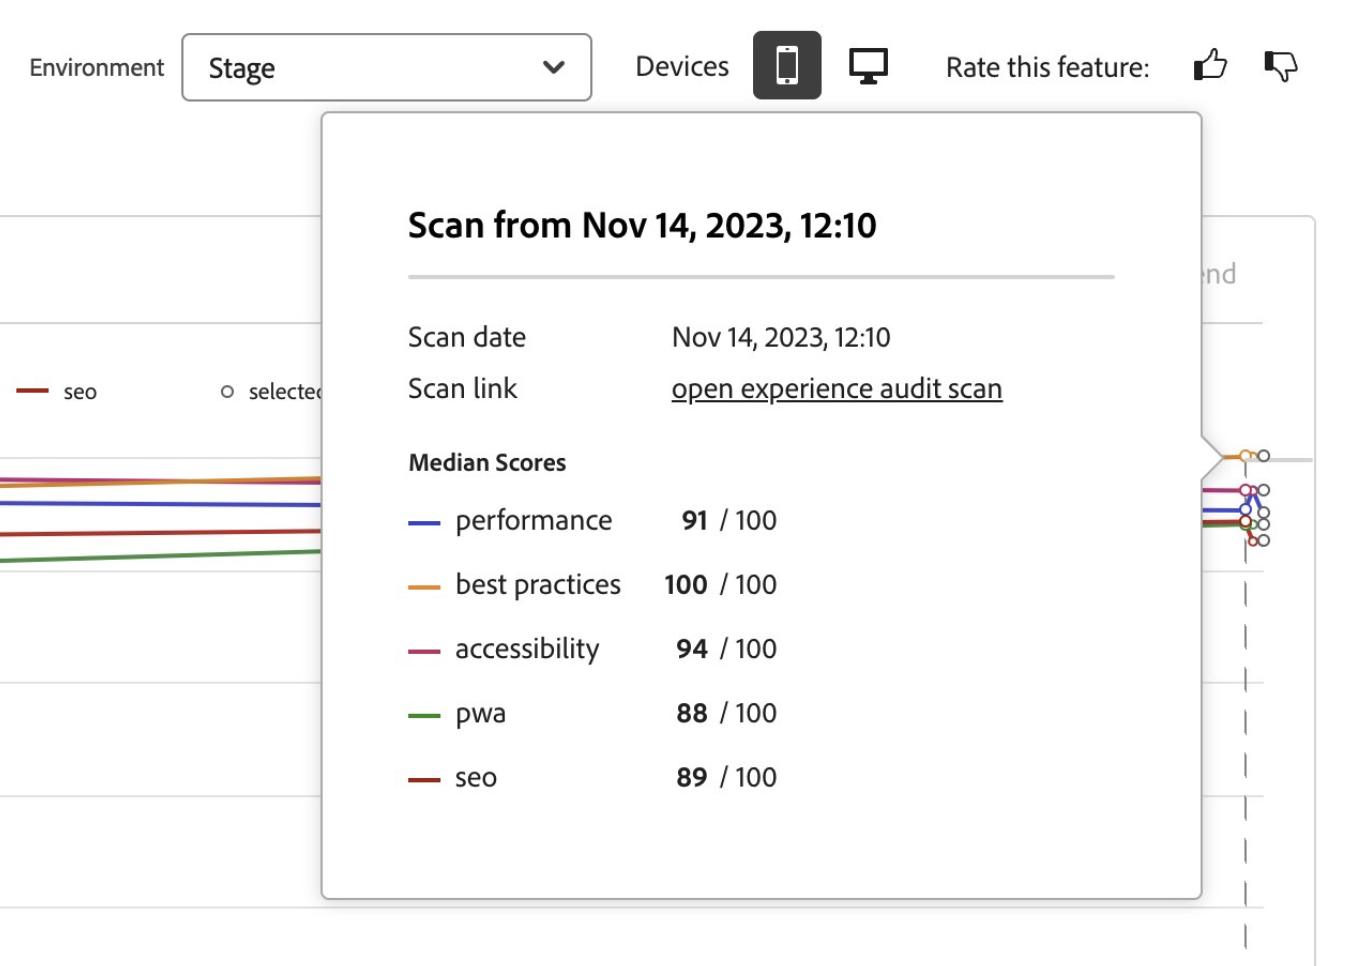 Environment Stage Devices Rate this feature:
Scan from Nov 14, 2023, 12:10
Scan date Nov 14, 2023, 12:10
seo selected
Scan link open experience audit scan
Median Scores
performance 91 / 100
best practices 100 / 100
accessibility 94 / 100
pwa 88 / 100
seo 89 / 100